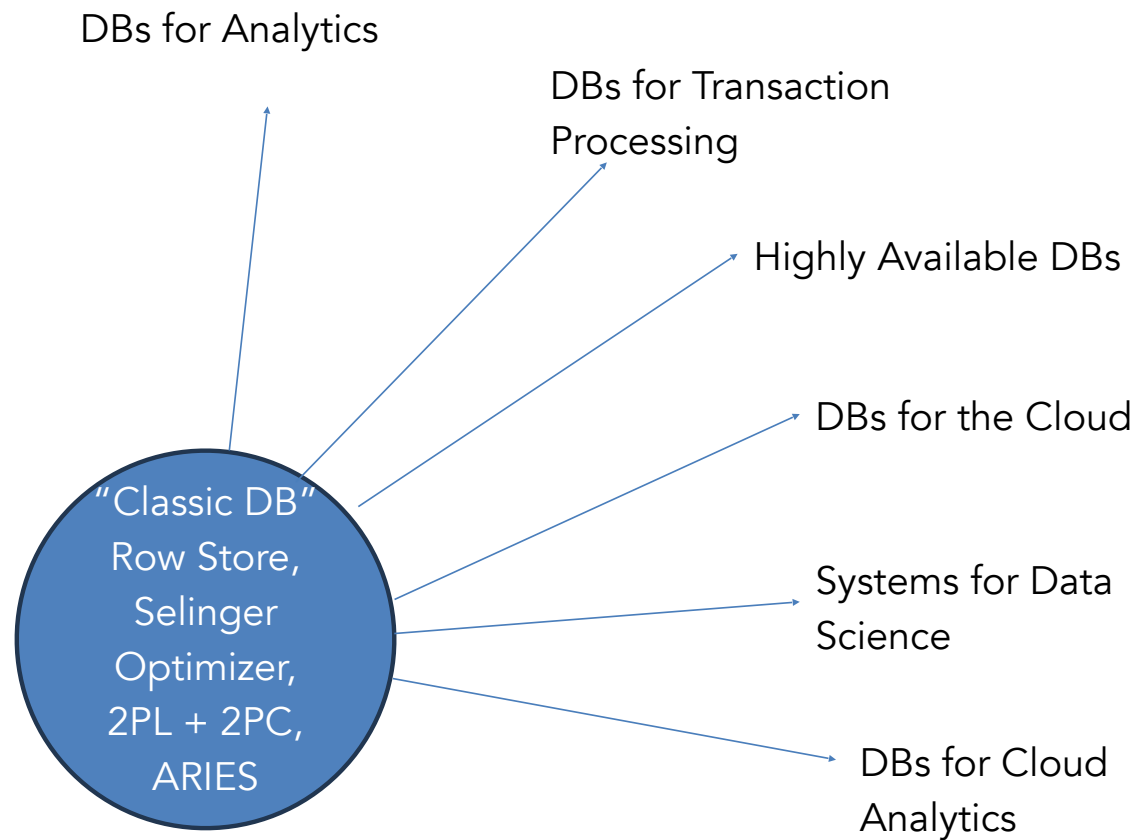 DBs for Analytics
DBs for Transaction
Processing
Highly Available DBs
DBs for the Cloud
"Classic DB"
Row Store,
Selinger
Optimizer,
2PL + 2PC,
ARIES
Systems for Data
Science
DBs for Cloud
Analytics